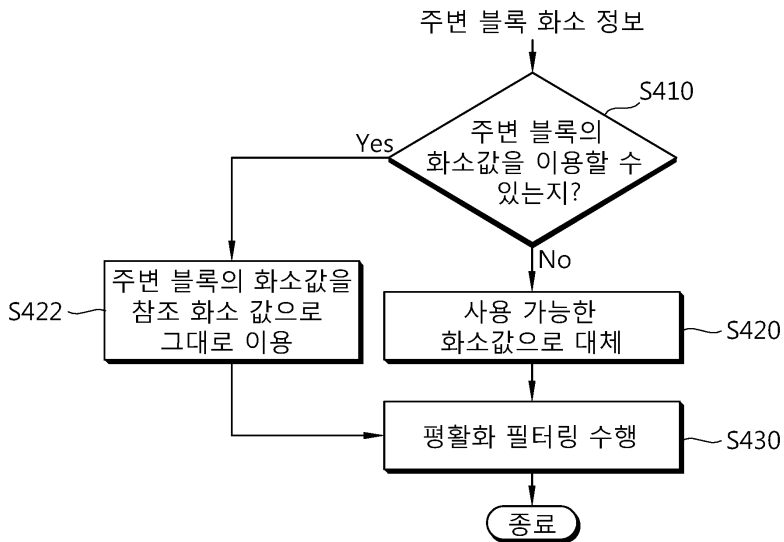 주변 블록 화소 정보
S410
주변 블록의
화소값을 이용할 수
있는지?
Yes
No
주변 블록의 화소값을
참조 화소 값으로
그대로 이용
S422
사용 가능한
화소값으로 대체
S420
평활화 필터링 수행
S430
종료